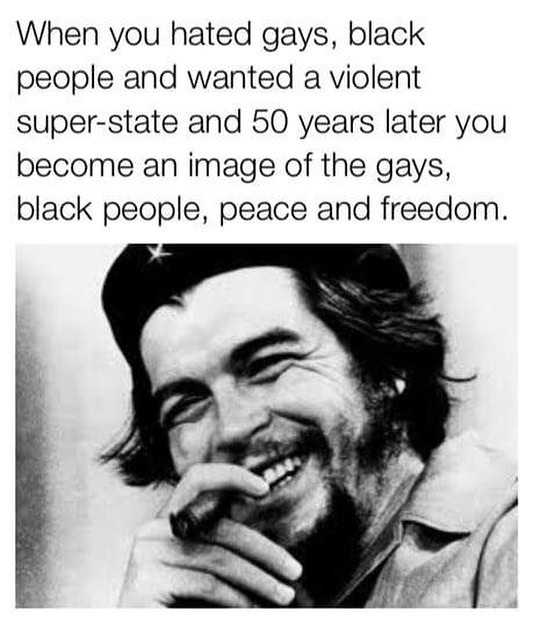 When you hated gays, black
people and wanted a violent
super-state and 50 years later you
become an image of the gays,
black people, peace and freedom.